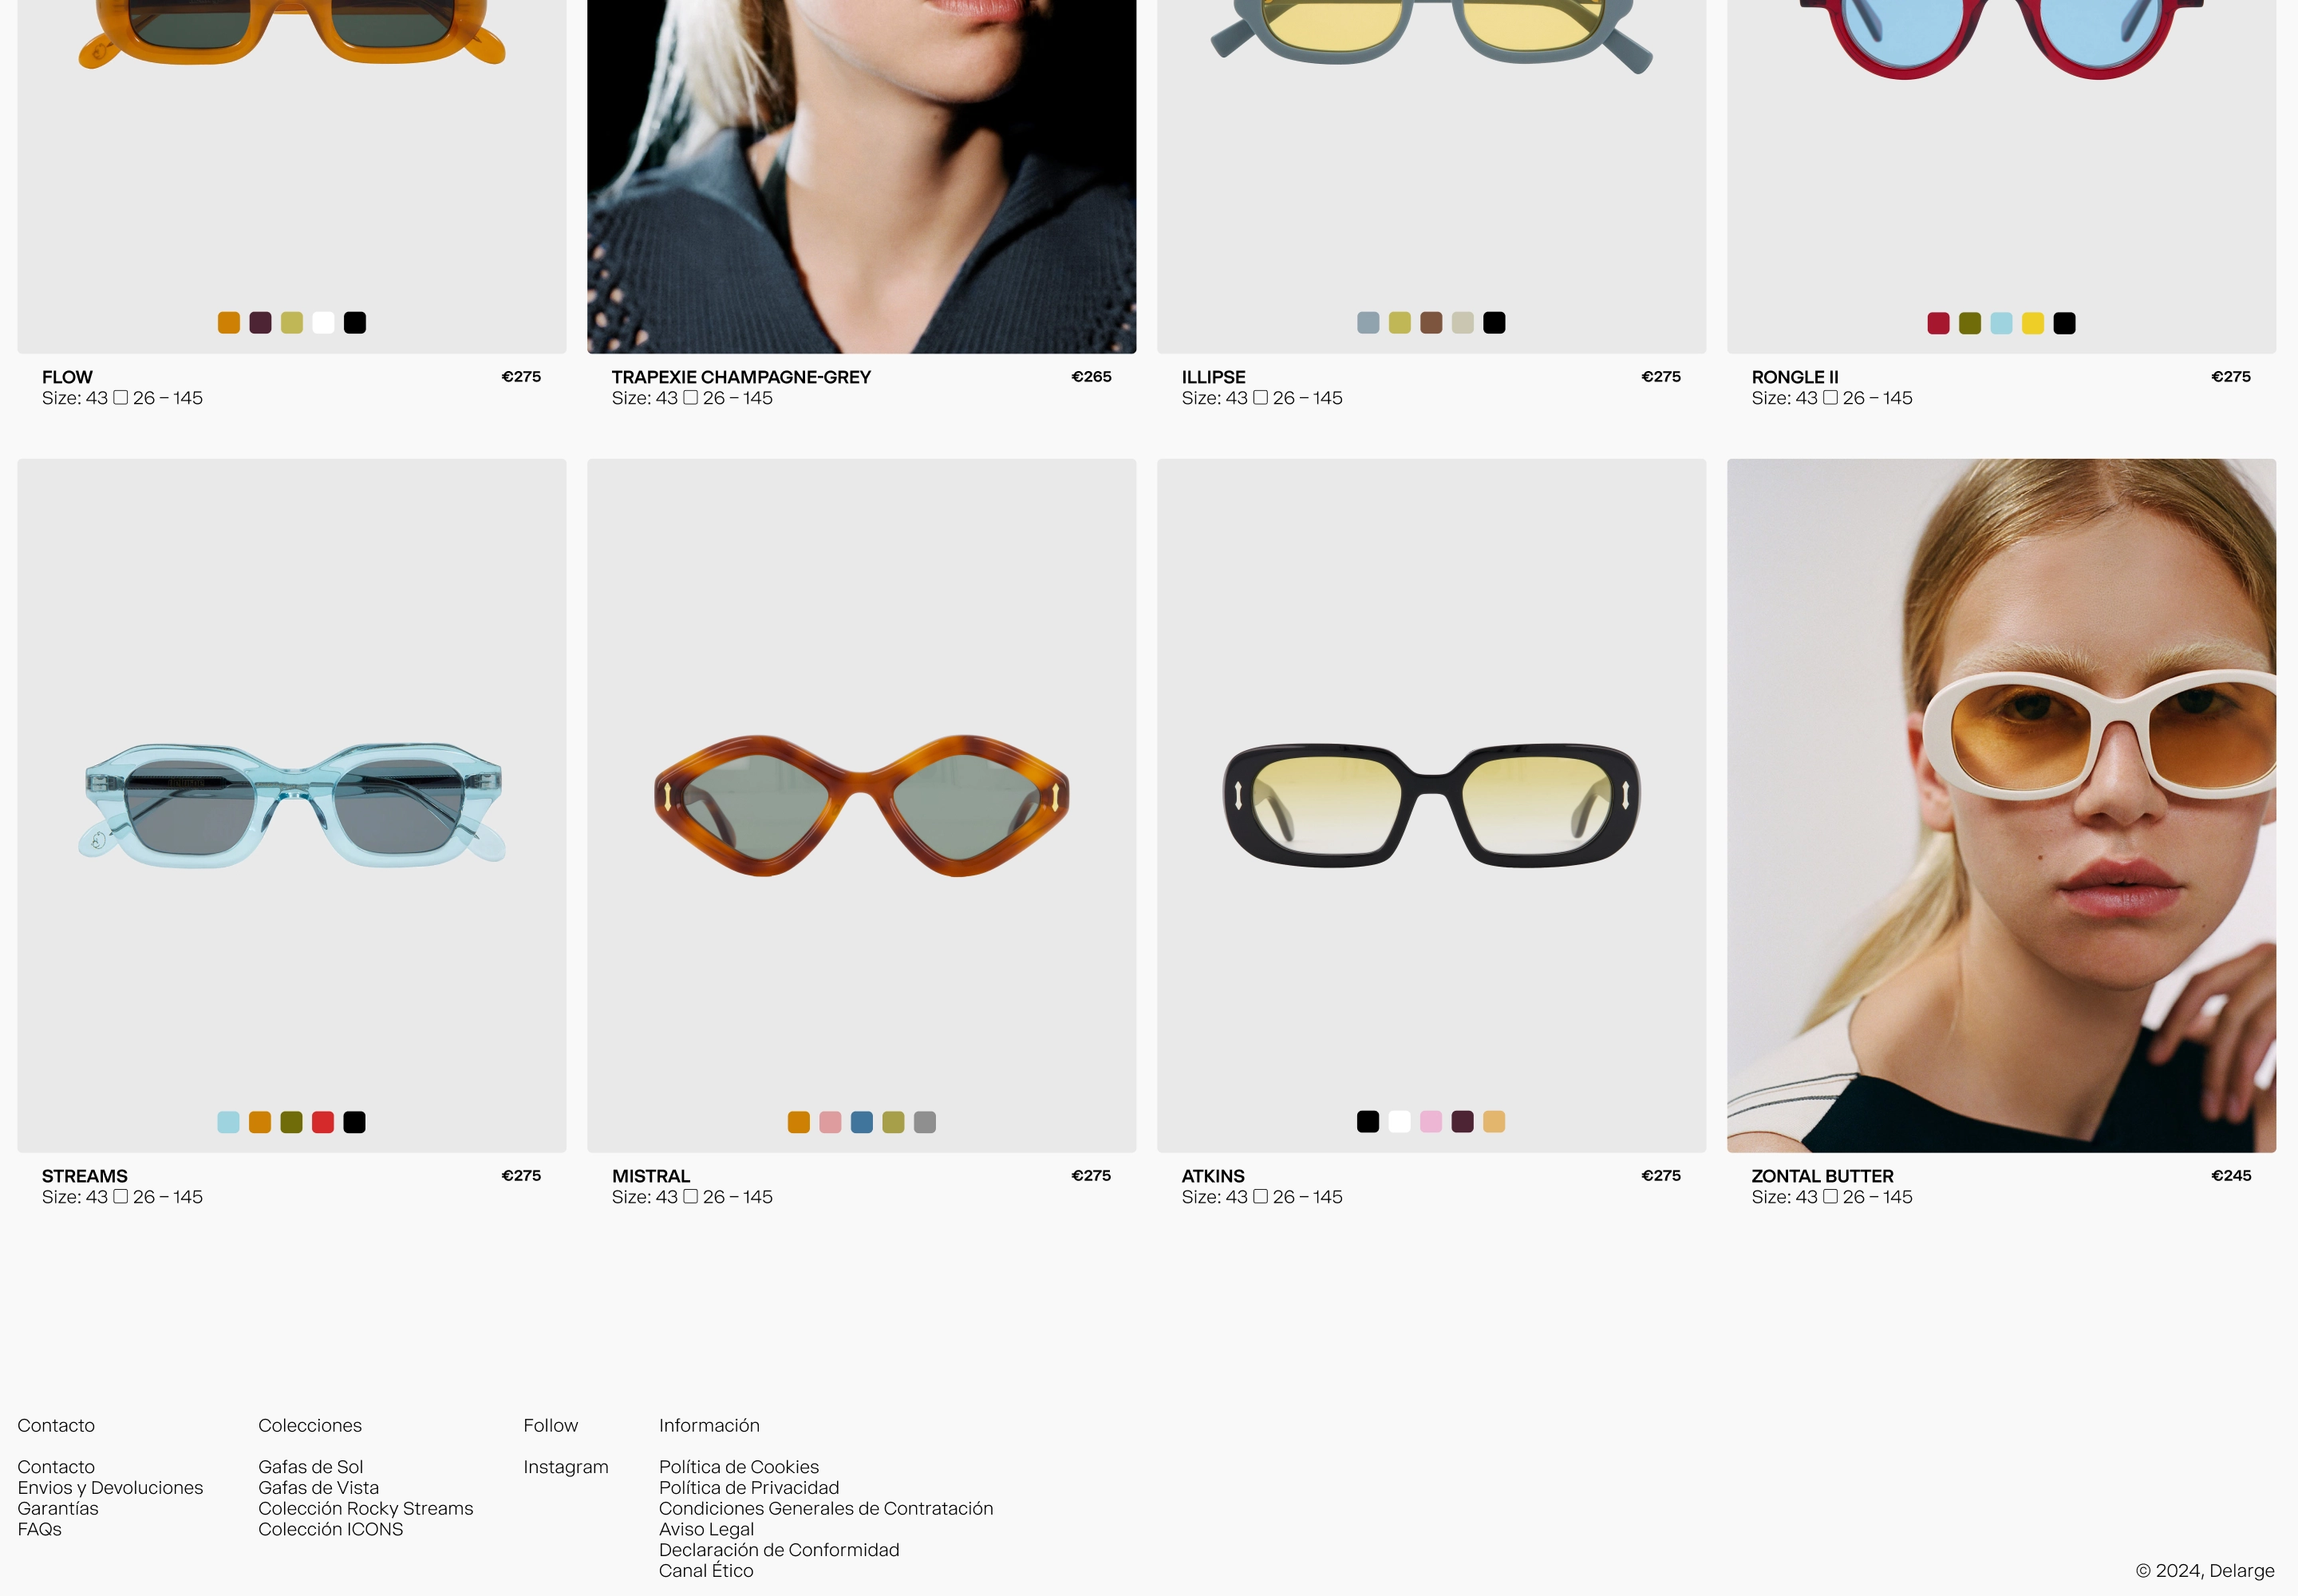 FLOW €275
Size: 43 ▢ 26 – 145
TRAPEXIE CHAMPAGNE-GREY €265
Size: 43 ▢ 26 – 145
ILLIPSE €275
Size: 43 ▢ 26 – 145
RONGLE II €275
Size: 43 ▢ 26 – 145
STREAMS €275
Size: 43 ▢ 26 – 145
MISTRAL €275
Size: 43 ▢ 26 – 145
ATKINS €275
Size: 43 ▢ 26 – 145
ZONTAL BUTTER €245
Size: 43 ▢ 26 – 145
Contacto
Contacto
Envios y Devoluciones
Garantías
FAQs
Colecciones
Gafas de Sol
Gafas de Vista
Colección Rocky Streams
Colección ICONS
Follow
Instagram
Información
Política de Cookies
Política de Privacidad
Condiciones Generales de Contratación
Aviso Legal
Declaración de Conformidad
Canal Ético
© 2024, Delarge